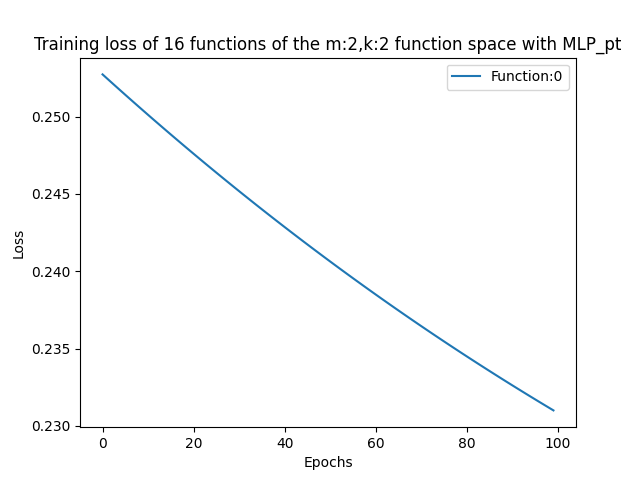 Training loss of 16 functions of the m:2,k:2 function space with MLP_pt
Function:0
0.250
0.245
0.240
0.235
0.230
Loss
0 20 40 60 80 100
Epochs